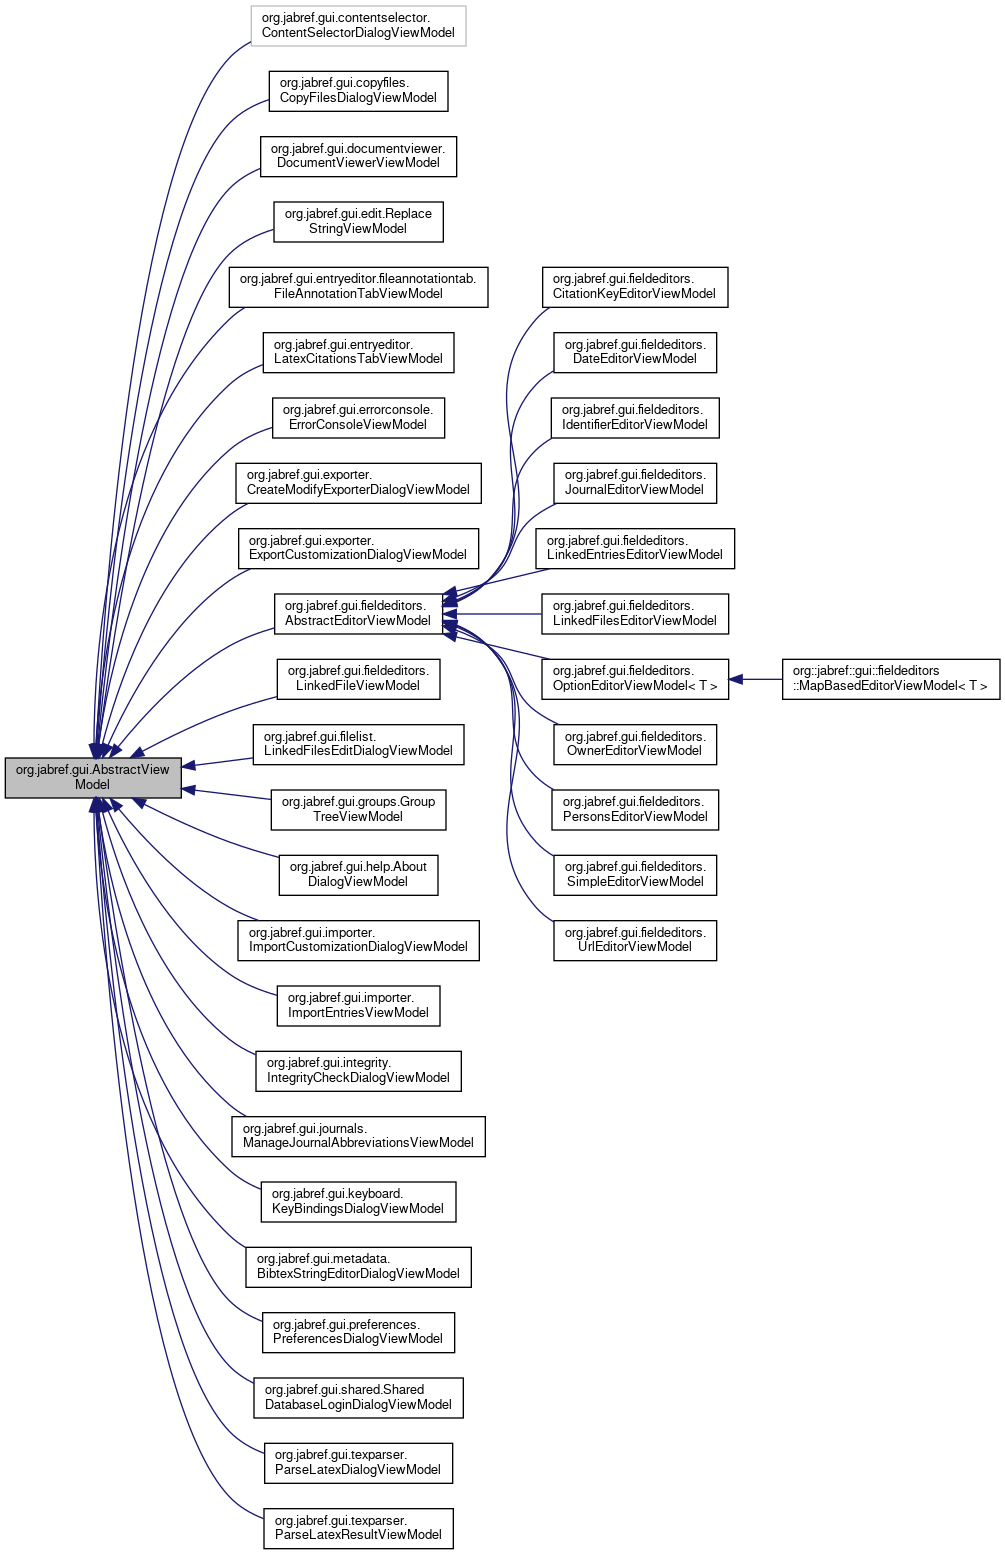 org.jabref.gui.contentselector.
ContentSelectorDialogViewModel
org.jabref.gui.copyfiles.
CopyFilesDialogViewModel
org.jabref.gui.documentviewer.
DocumentViewerViewModel
org.jabref.gui.edit.Replace
StringViewModel
org.jabref.gui.entryeditor.fileannotationtab.
FileAnnotationTabViewModel
org.jabref.gui.entryeditor.
LatexCitationsTabViewModel
org.jabref.gui.errorconsole.
ErrorConsoleViewModel
org.jabref.gui.exporter.
CreateModifyExporterDialogViewModel
org.jabref.gui.exporter.
ExportCustomizationDialogViewModel
org.jabref.gui.fieldeditors.
AbstractEditorViewModel
org.jabref.gui.fieldeditors.
LinkedFileViewModel
org.jabref.gui.filelist.
LinkedFilesEditDialogViewModel
org.jabref.gui.AbstractView
Model
org.jabref.gui.groups.Group
TreeViewModel
org.jabref.gui.help.About
DialogViewModel
org.jabref.gui.importer.
ImportCustomizationDialogViewModel
org.jabref.gui.importer.
ImportEntriesViewModel
org.jabref.gui.integrity.
IntegrityCheckDialogViewModel
org.jabref.gui.journals.
ManageJournalAbbreviationsViewModel
org.jabref.gui.keyboard.
KeyBindingsDialogViewModel
org.jabref.gui.metadata.
BibtexStringEditorDialogViewModel
org.jabref.gui.preferences.
PreferencesDialogViewModel
org.jabref.gui.shared.Shared
DatabaseLoginDialogViewModel
org.jabref.gui.texparser.
ParseLatexDialogViewModel
org.jabref.gui.texparser.
ParseLatexResultViewModel
org.jabref.gui.fieldeditors.
CitationKeyEditorViewModel
org.jabref.gui.fieldeditors.
DateEditorViewModel
org.jabref.gui.fieldeditors.
IdentifierEditorViewModel
org.jabref.gui.fieldeditors.
JournalEditorViewModel
org.jabref.gui.fieldeditors.
LinkedEntriesEditorViewModel
org.jabref.gui.fieldeditors.
LinkedFilesEditorViewModel
org.jabref.gui.fieldeditors.
OptionEditorViewModel< T >
org.jabref.gui.fieldeditors.
OwnerEditorViewModel
org.jabref.gui.fieldeditors.
PersonsEditorViewModel
org.jabref.gui.fieldeditors.
SimpleEditorViewModel
org.jabref.gui.fieldeditors.
UrlEditorViewModel
org::jabref::gui::fieldeditors
::MapBasedEditorViewModel< T >